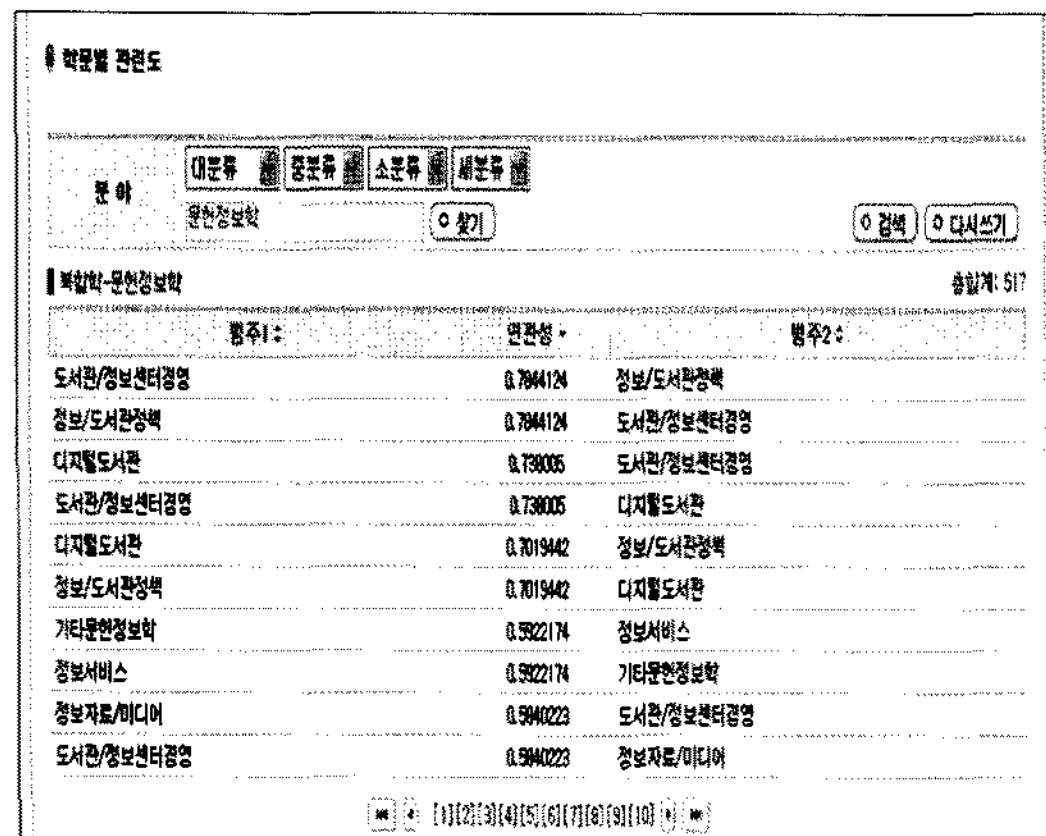 학문별 관련도
대분류 중분류 소분류 세분류
분야
문헌정보학 찾기 검색 다시쓰기
복합학-문헌정보학 총합계: 517
범주1 연관성 범주2
도서관/정보센터경영 0.7844124 정보/도서관정책
정보/도서관정책 0.7844124 도서관/정보센터경영
디지털도서관 0.738005 도서관/정보센터경영
도서관/정보센터경영 0.738005 디지털도서관
디지털도서관 0.7019442 정보/도서관정책
정보/도서관정책 0.7019442 디지털도서관
기타문헌정보학 0.5922174 정보서비스
정보서비스 0.5922174 기타문헌정보학
정보자료/미디어 도서관/정보센터경영
도서관/정보센터경영 정보자료/미디어
[1][2][3][4][5][6][7][8][9][10]